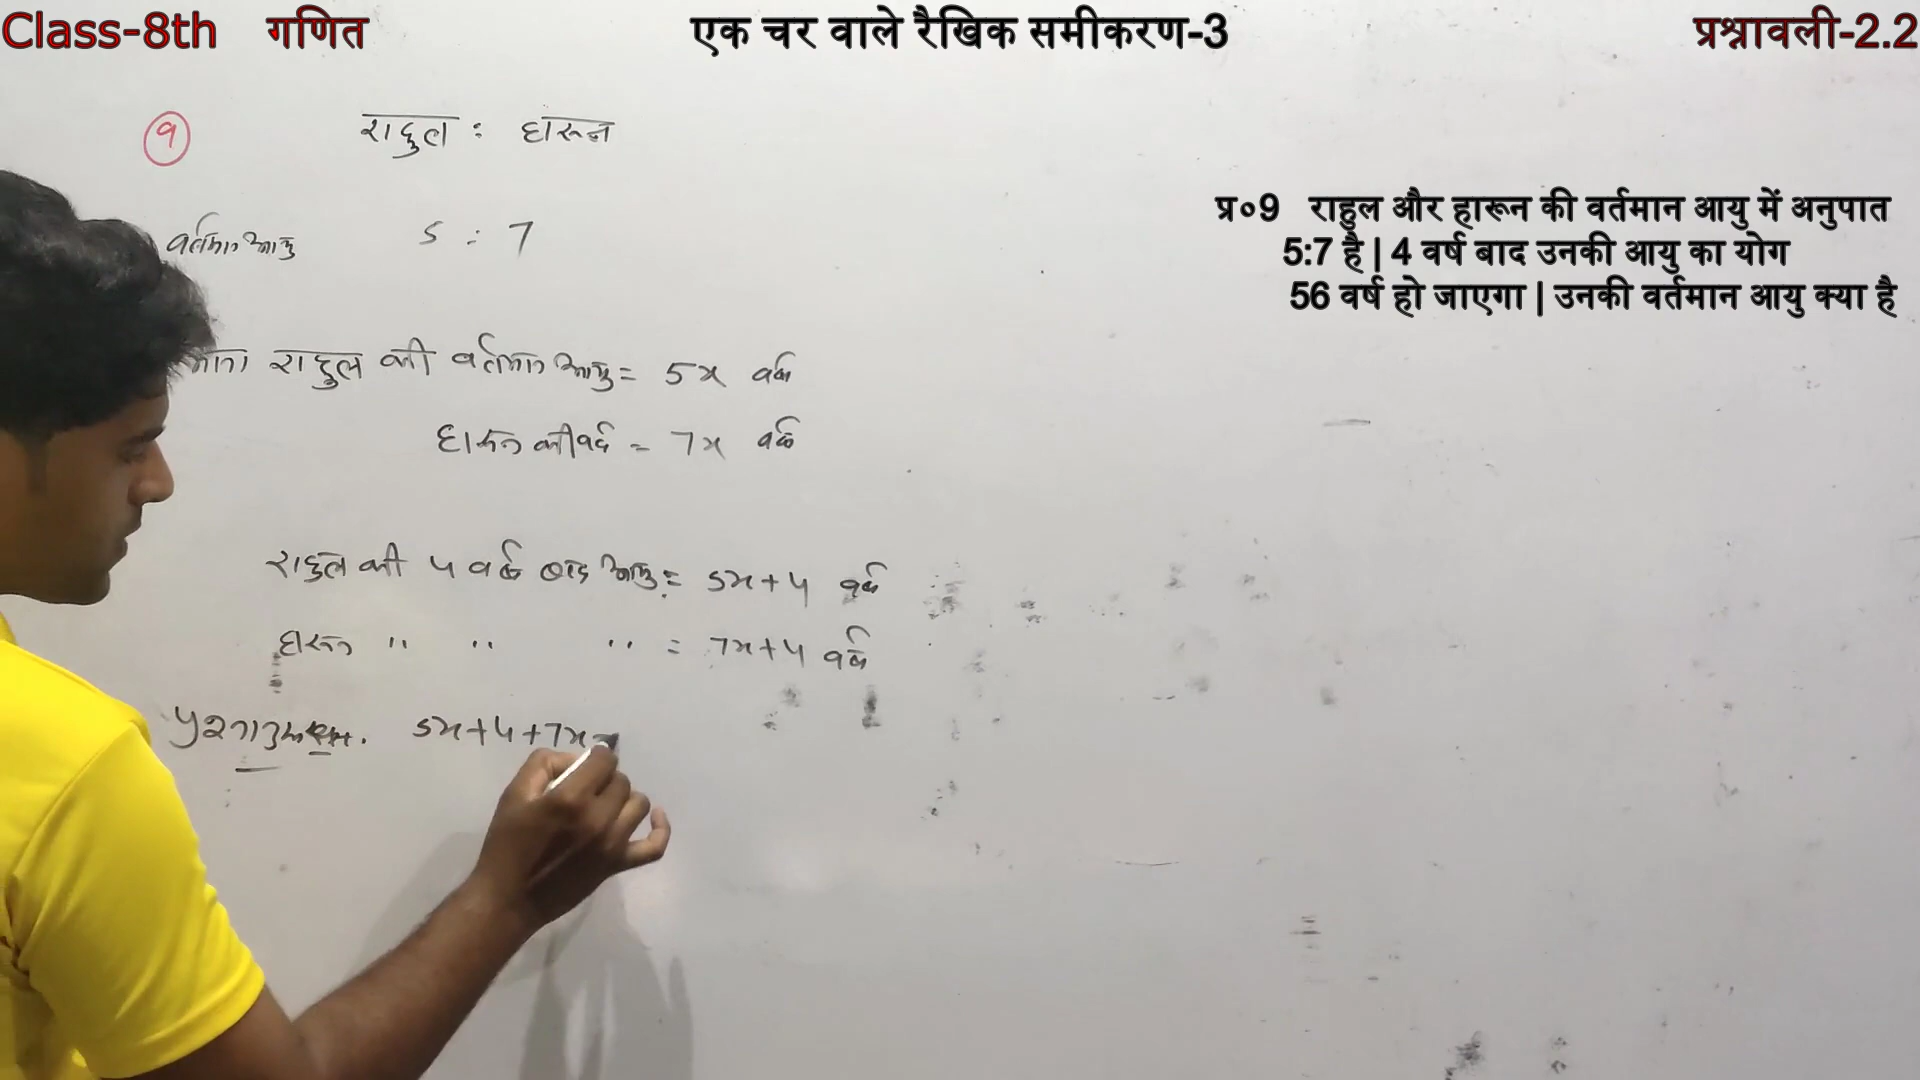 Class-8th गणित एक चर वाले रैखिक समीकरण-3 प्रश्नावली-2.2
प्र०9 राहुल और हारून की वर्तमान आयु में अनुपात
5:7 है | 4 वर्ष बाद उनकी आयु का योग
56 वर्ष हो जाएगा | उनकी वर्तमान आयु क्या है
9 राहुल : हारून
वर्तमान आयु 5 : 7
माना राहुल की वर्तमान आयु = 5x वर्ष
हारून की = 7x वर्ष
राहुल की 4 वर्ष बाद आयु = 5x+4 वर्ष
हारून " " " = 7x+4 वर्ष
प्रश्नानुसार. 5x+4+7x